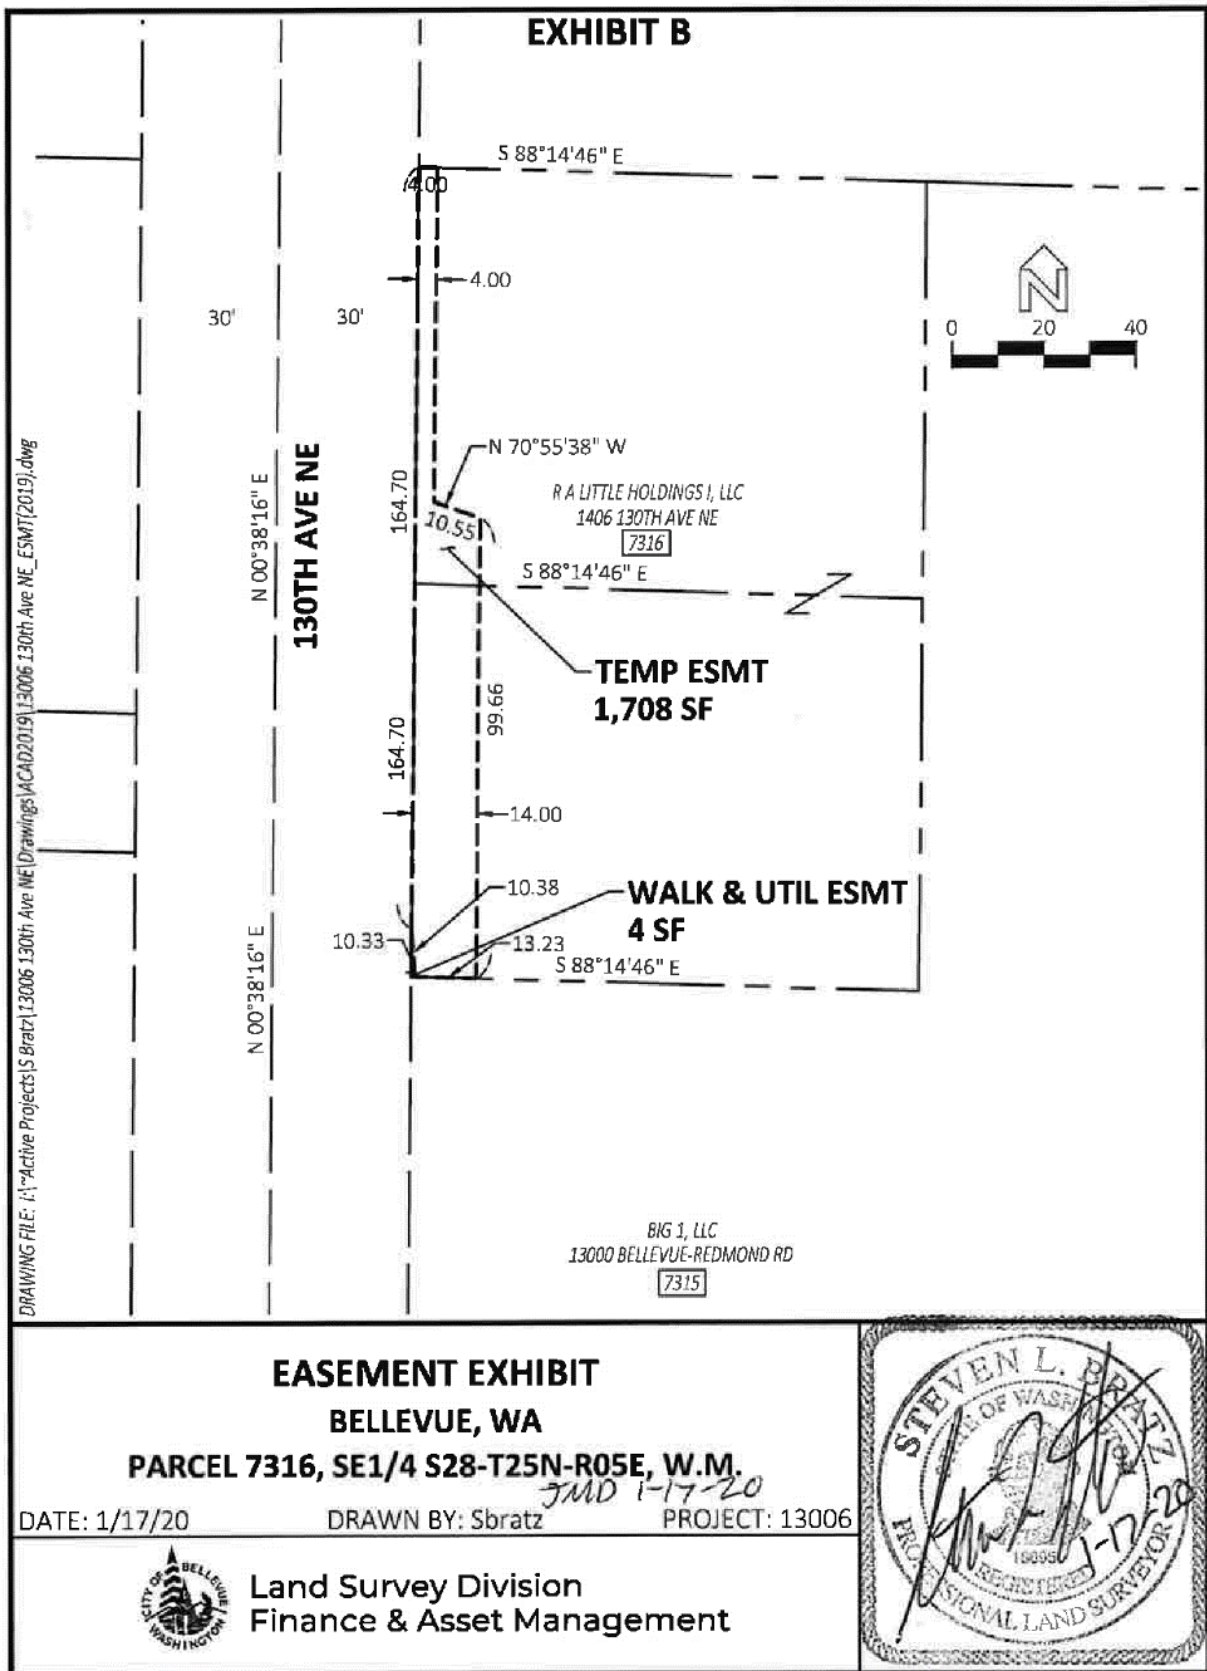 EXHIBIT B
S 88°14'46" E
4.00
4.00
0 20 40
30'
30'
N 70°55'38" W
R A LITTLE HOLDINGS I, LLC
1406 130TH AVE NE
7316
164.70
10.55
N 00°38'16" E
130TH AVE NE
S 88°14'46" E
TEMP ESMT
1,708 SF
99.66
164.70
14.00
10.38
WALK & UTIL ESMT
4 SF
10.33
13.23
S 88°14'46" E
N 00°38'16" E
BIG 1, LLC
13000 BELLEVUE-REDMOND RD
7315
DRAWING FILE: L:\~Active Projects\S Bratz\13006 130th Ave NE\Drawings\ACAD2019\13006 130th Ave NE_ESMT(2019).dwg
EASEMENT EXHIBIT
BELLEVUE, WA
PARCEL 7316, SE1/4 S28-T25N-R05E, W.M.
JMD 1-17-20
DATE: 1/17/20 DRAWN BY: Sbratz PROJECT: 13006
CITY OF BELLEVUE
WASHINGTON
Land Survey Division
Finance & Asset Management
STEVEN L. BRATZ
STATE OF WASHINGTON
REGISTERED
PROFESSIONAL LAND SURVEYOR
1-17-20